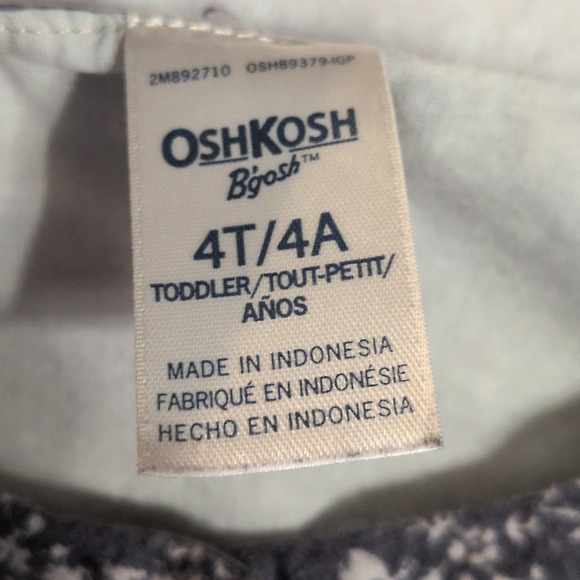 2M892710 OSH89379-IGP
OSHKOSH
B'gosh™
4T/4A
TODDLER/TOUT-PETIT/
AÑOS
MADE IN INDONESIA
FABRIQUÉ EN INDONÉSIE
HECHO EN INDONESIA